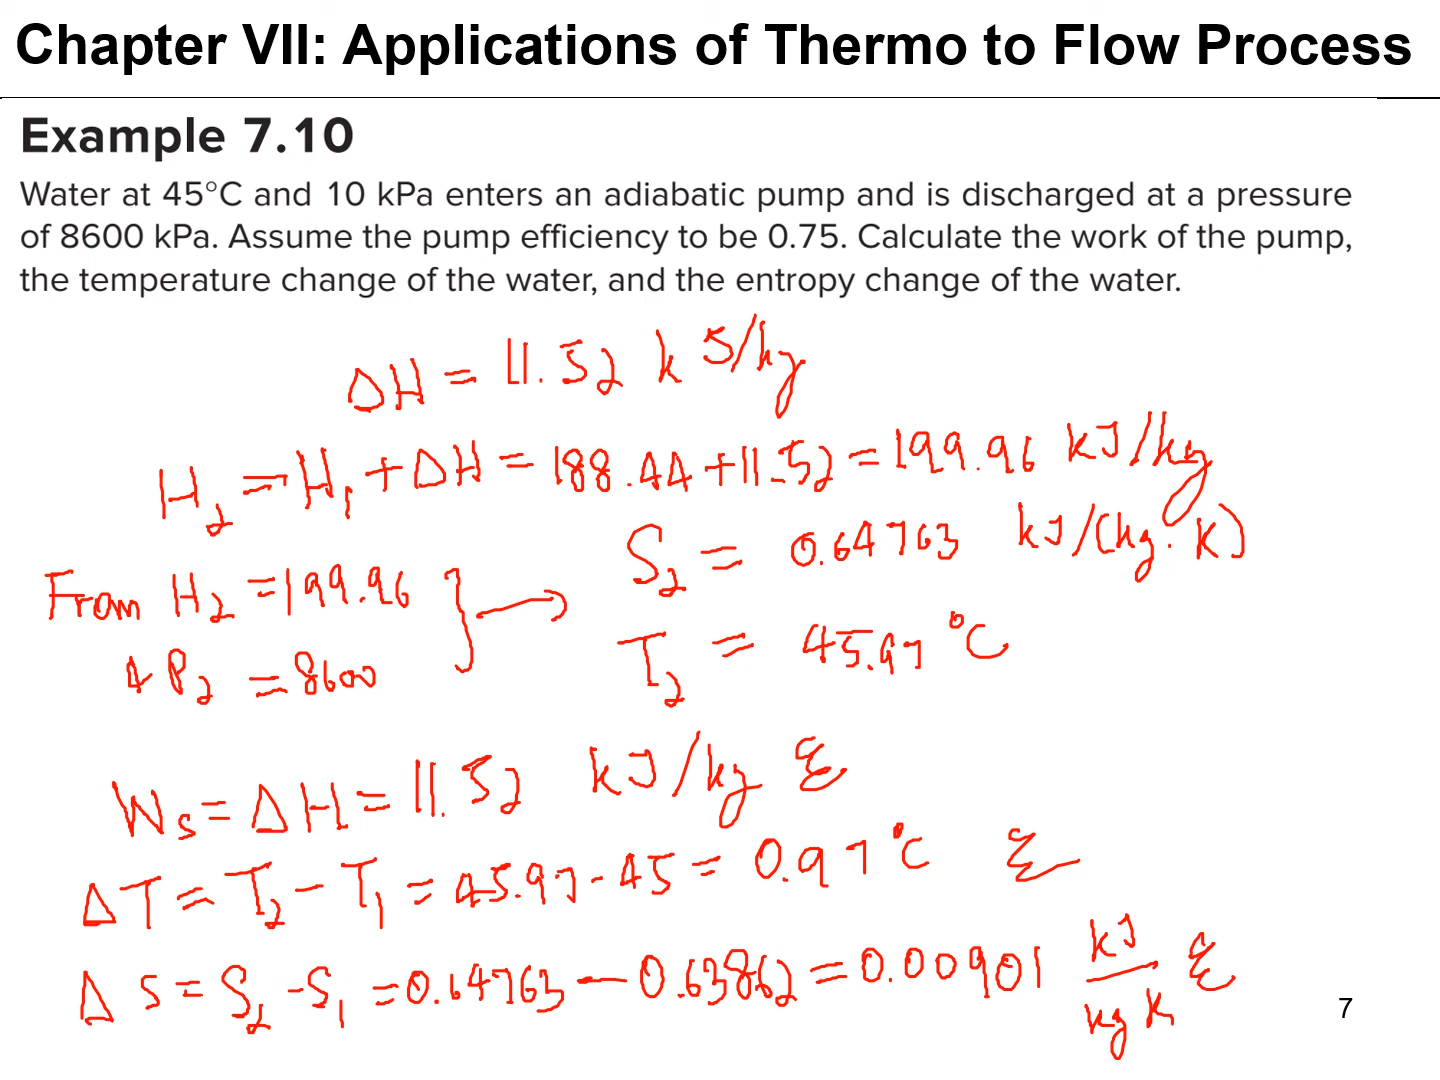 Chapter VII: Applications of Thermo to Flow Process
Example 7.10
Water at 45°C and 10 kPa enters an adiabatic pump and is discharged at a pressure
of 8600 kPa. Assume the pump efficiency to be 0.75. Calculate the work of the pump,
the temperature change of the water, and the entropy change of the water.
ΔH = 11.52 kJ/kg
H₂ = H₁ + ΔH = 188.44 + 11.52 = 199.96 kJ/kg
S₂ = 0.64763 kJ/(kg·K)
From H₂ = 199.96
& P₂ = 8600
T₂ = 45.97 °C
Ws = ΔH = 11.52 kJ/kg
ΔT = T₂ - T₁ = 45.97 - 45 = 0.97 °C
ΔS = S₂ - S₁ = 0.64763 - 0.63862 = 0.00901 kJ/kg K
7